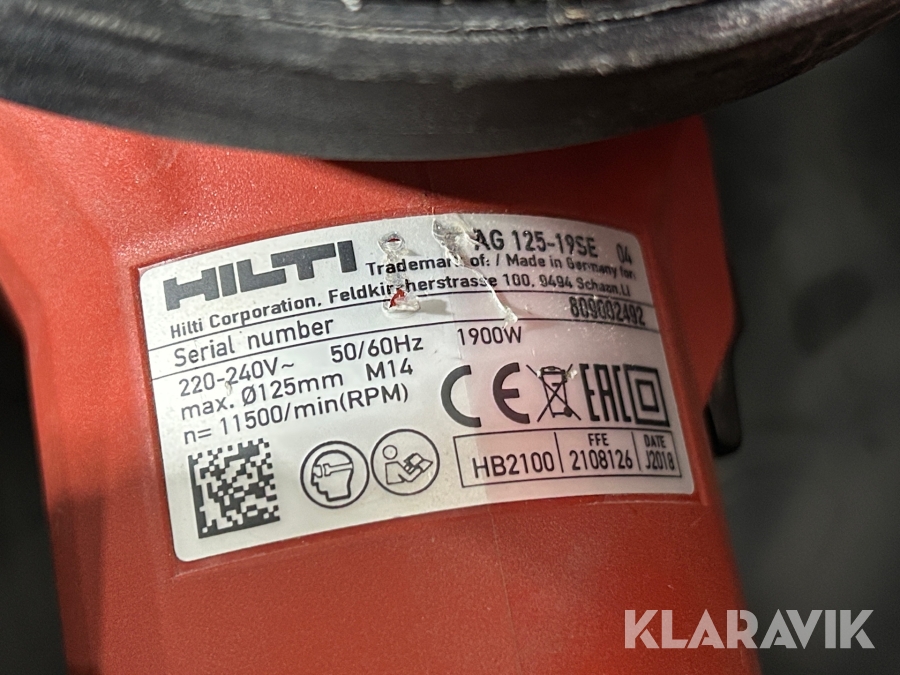 HILTI AG 125-19SE 04
Trademark of: / Made in Germany for:
Hilti Corporation, Feldkircherstrasse 100, 9494 Schaan.LI
Serial number 809002492
220-240V~ 50/60Hz 1900W
max. Ø125mm M14
n= 11500/min(RPM)
CE EAC
HB2100 FFE 2108126 DATE J2018
KLARAVIK